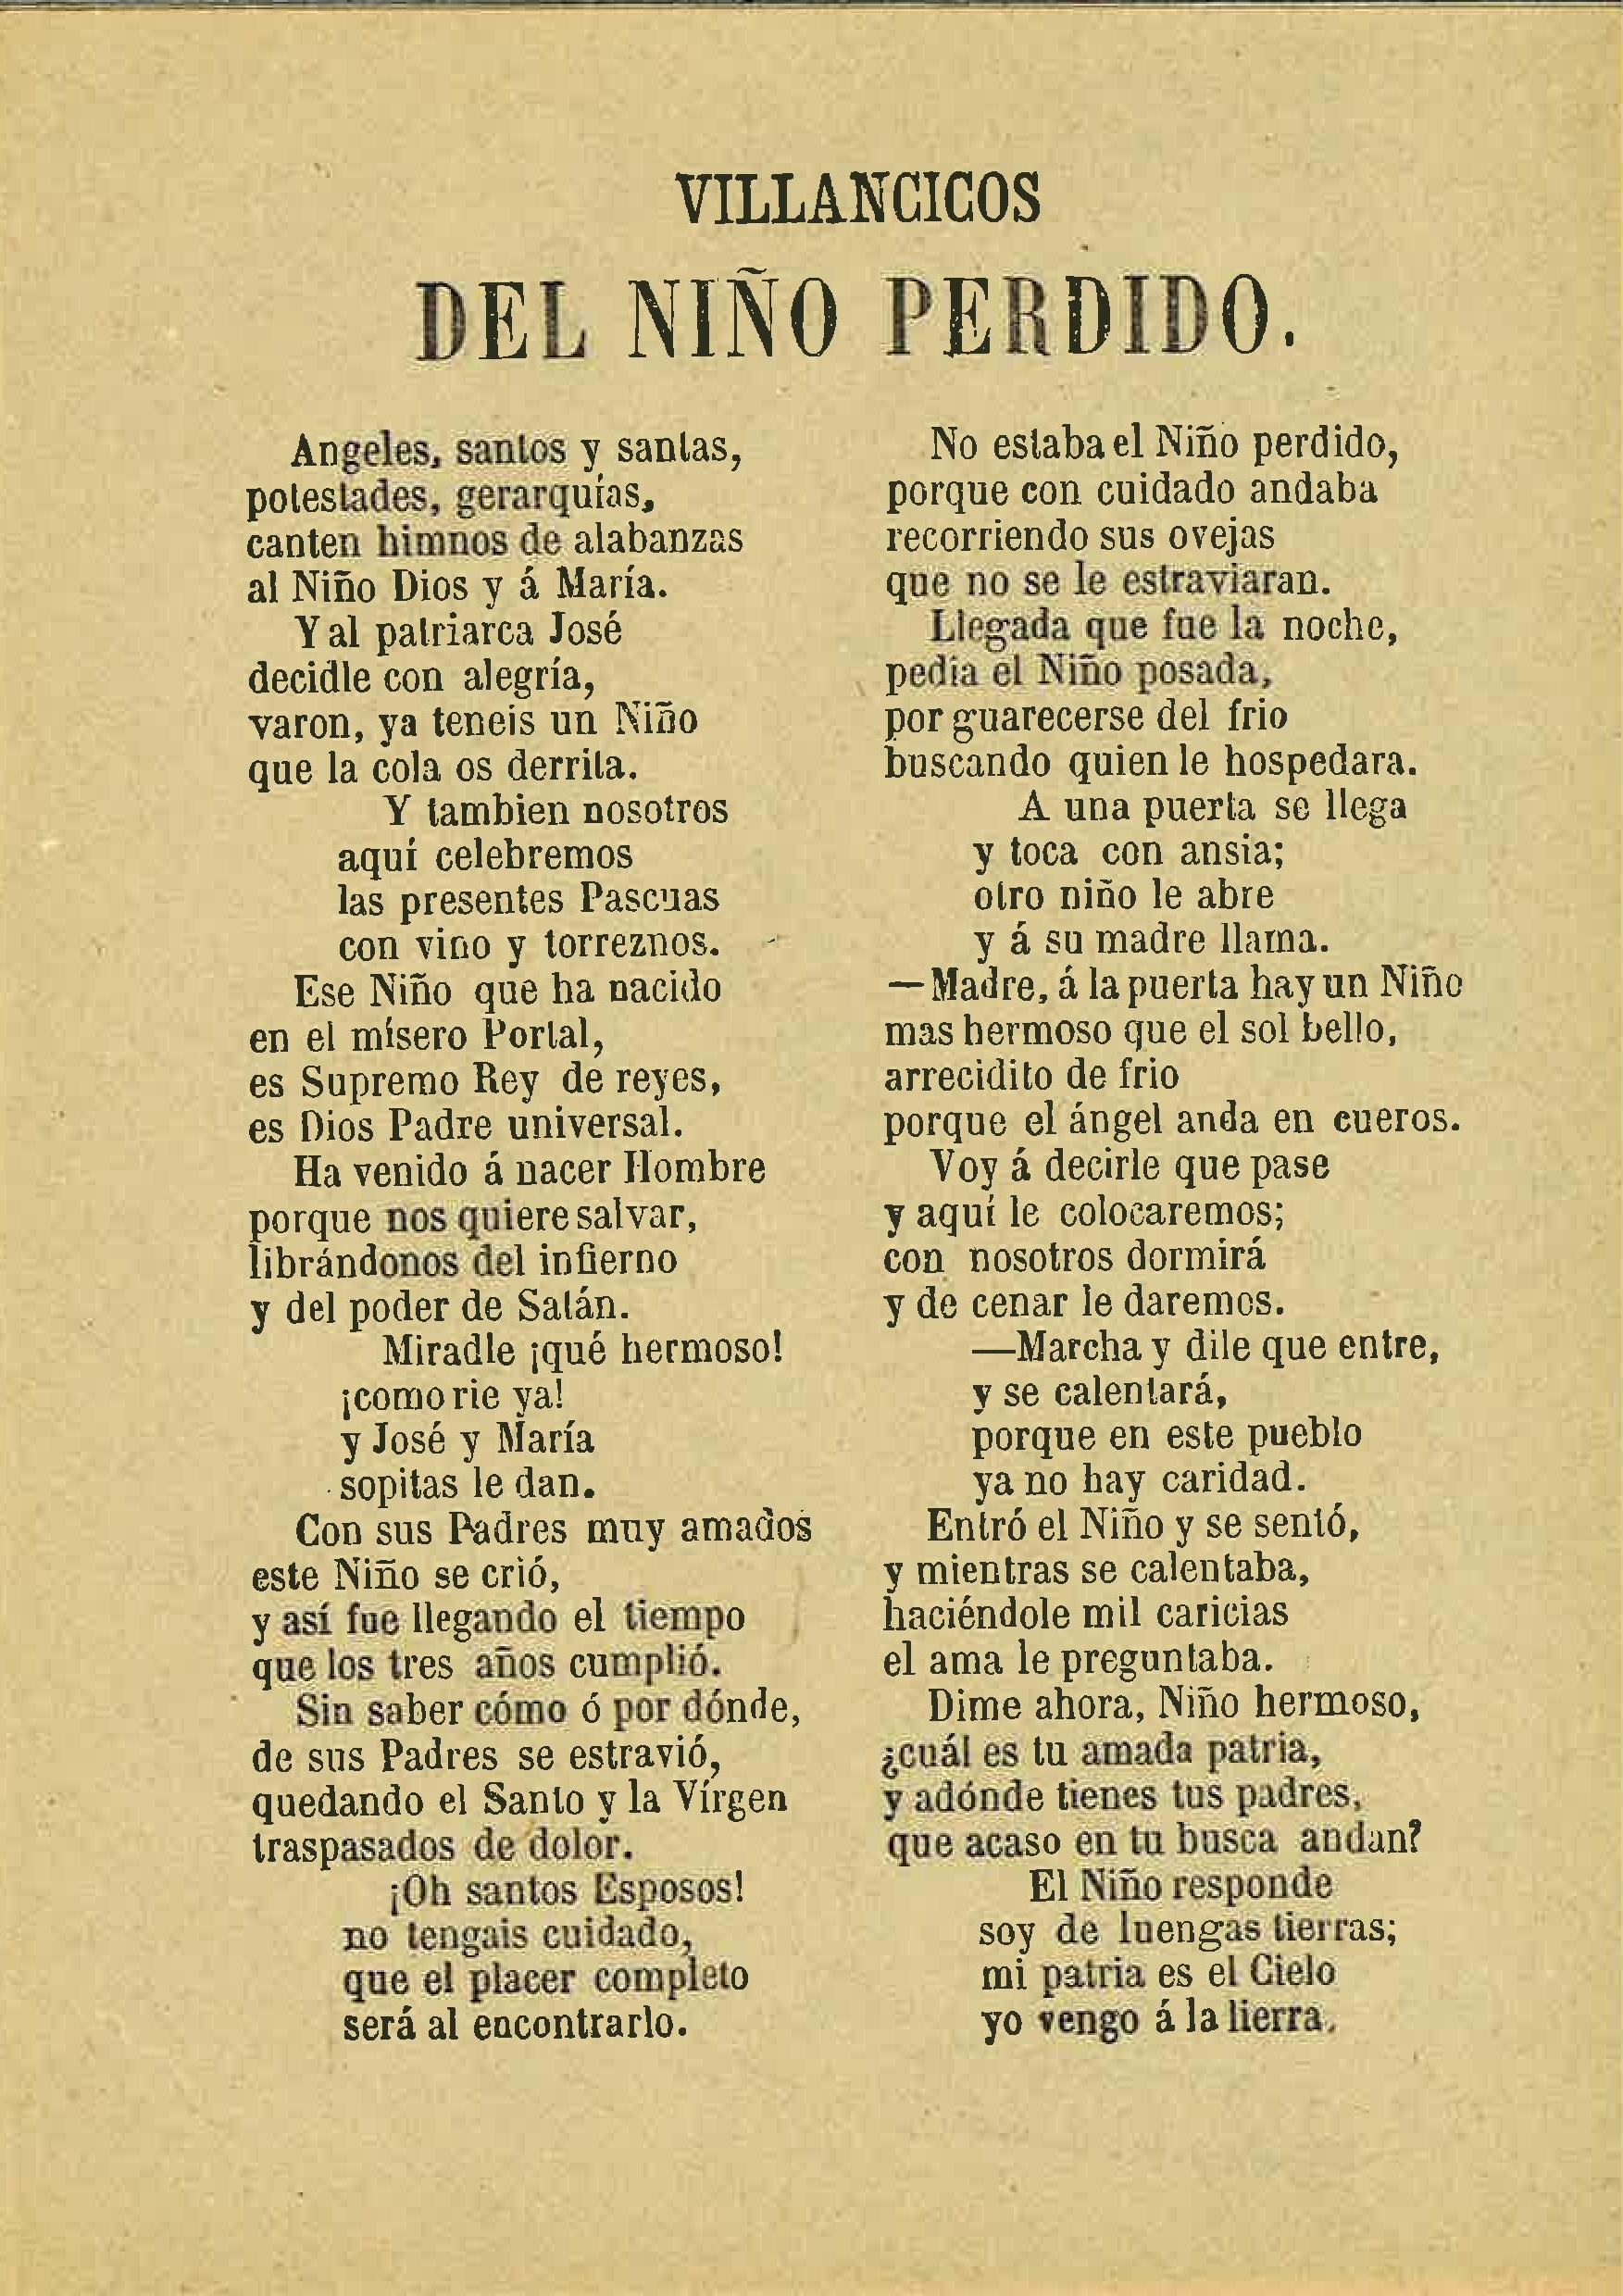 VILLANCICOS
DEL NIÑO PERDIDO.
Angeles, santos y santas,
potestades, gerarquías,
canten himnos de alabanzas
al Niño Dios y á María.
Y al patriarca José
decidle con alegría,
varon, ya teneis un Niño
que la cola os derrita.
Y tambien nosotros
aquí celebremos
las presentes Pascuas
con vino y torreznos.
Ese Niño que ha nacido
en el mísero Portal,
es Supremo Rey de reyes,
es Dios Padre universal.
Ha venido á nacer Hombre
porque nos quiere salvar,
librándonos del infierno
y del poder de Satán.
Miradle ¡qué hermoso!
¡como rie ya!
y José y María
sopitas le dan.
Con sus Padres muy amados
este Niño se crió,
y así fue llegando el tiempo
que los tres años cumplió.
Sin saber cómo ó por dónde,
de sus Padres se estravió,
quedando el Santo y la Vírgen
traspasados de dolor.
¡Oh santos Esposos!
no tengais cuidado,
que el placer completo
será al encontrarlo.
No estaba el Niño perdido,
porque con cuidado andaba
recorriendo sus ovejas
que no se le estraviaran.
Llegada que fue la noche,
pedia el Niño posada,
por guarecerse del frio
buscando quien le hospedara.
A una puerta se llega
y toca con ansia;
otro niño le abre
y á su madre llama.
—Madre, á la puerta hay un Niño
mas hermoso que el sol bello,
arrecidito de frio
porque el ángel anda en cueros.
Voy á decirle que pase
y aquí le colocaremos;
con nosotros dormirá
y de cenar le daremos.
—Marcha y dile que entre,
y se calentará,
porque en este pueblo
ya no hay caridad.
Entró el Niño y se sentó,
y mientras se calentaba,
haciéndole mil caricias
el ama le preguntaba.
Dime ahora, Niño hermoso,
¿cuál es tu amada patria,
y adónde tienes tus padres,
que acaso en tu busca andan?
El Niño responde
soy de luengas tierras;
mi patria es el Cielo
yo vengo á la tierra.